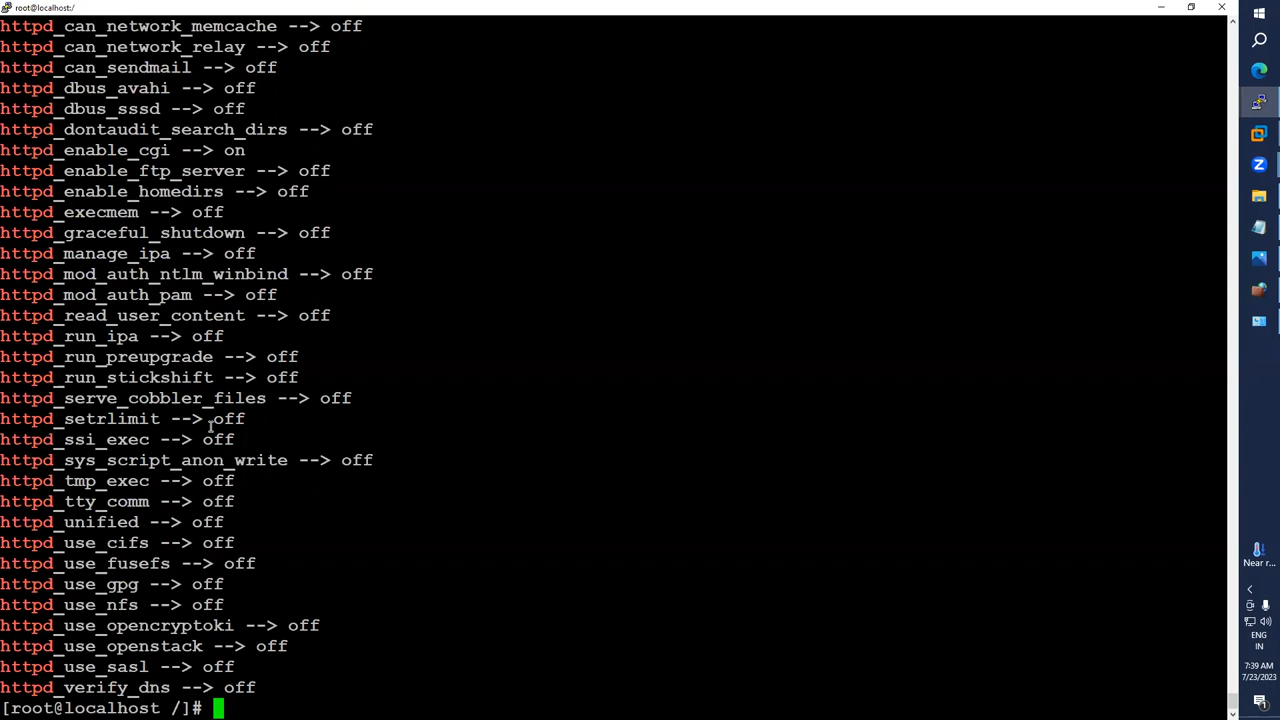 root@localhost:/
httpd_can_network_memcache --> off
httpd_can_network_relay --> off
httpd_can_sendmail --> off
httpd_dbus_avahi --> off
httpd_dbus_sssd --> off
httpd_dontaudit_search_dirs --> off
httpd_enable_cgi --> on
httpd_enable_ftp_server --> off
httpd_enable_homedirs --> off
httpd_execmem --> off
httpd_graceful_shutdown --> off
httpd_manage_ipa --> off
httpd_mod_auth_ntlm_winbind --> off
httpd_mod_auth_pam --> off
httpd_read_user_content --> off
httpd_run_ipa --> off
httpd_run_preupgrade --> off
httpd_run_stickshift --> off
httpd_serve_cobbler_files --> off
httpd_setrlimit --> off
httpd_ssi_exec --> off
httpd_sys_script_anon_write --> off
httpd_tmp_exec --> off
httpd_tty_comm --> off
httpd_unified --> off
httpd_use_cifs --> off
httpd_use_fusefs --> off
httpd_use_gpg --> off
httpd_use_nfs --> off
httpd_use_opencryptoki --> off
httpd_use_openstack --> off
httpd_use_sasl --> off
httpd_verify_dns --> off
[root@localhost /]#
Near r...
ENG
IN
7:39 AM
7/23/2023